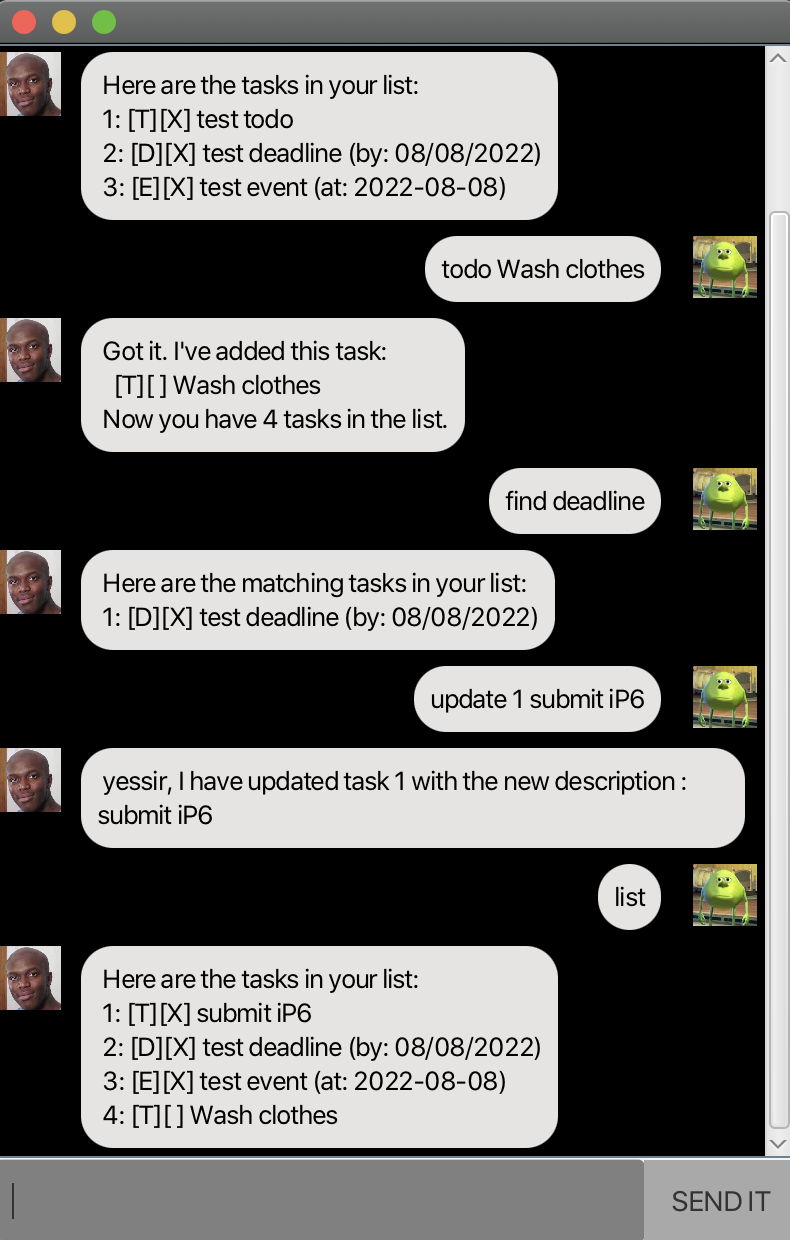 Here are the tasks in your list:
1: [T][X] test todo
2: [D][X] test deadline (by: 08/08/2022)
3: [E][X] test event (at: 2022-08-08)
todo Wash clothes
Got it. I've added this task:
[T][ ] Wash clothes
Now you have 4 tasks in the list.
find deadline
Here are the matching tasks in your list:
1: [D][X] test deadline (by: 08/08/2022)
update 1 submit iP6
yessir, I have updated task 1 with the new description :
submit iP6
list
Here are the tasks in your list:
1: [T][X] submit iP6
2: [D][X] test deadline (by: 08/08/2022)
3: [E][X] test event (at: 2022-08-08)
4: [T][ ] Wash clothes
SEND IT